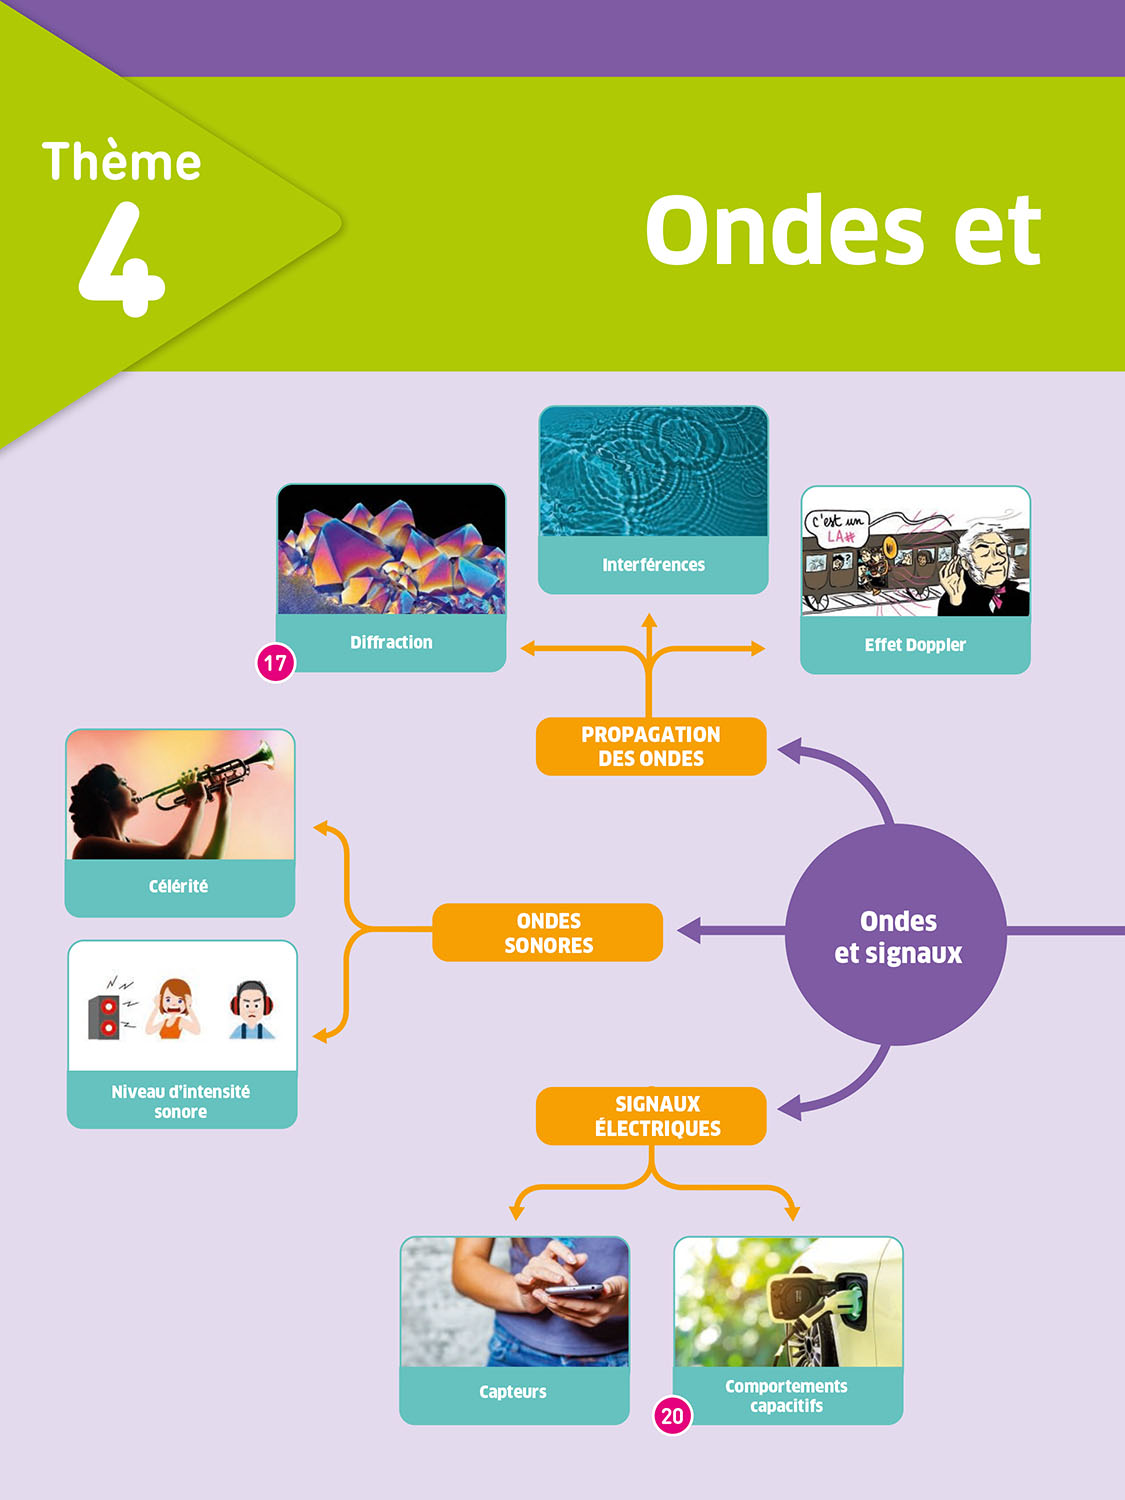 Thème
4
Ondes et
Interférences
C'est un
LA#
Diffraction
17
Effet Doppler
PROPAGATION
DES ONDES
Célérité
ONDES
SONORES
Ondes
et signaux
Niveau d'intensité
sonore
SIGNAUX
ÉLECTRIQUES
Capteurs
Comportements
capacitifs
20